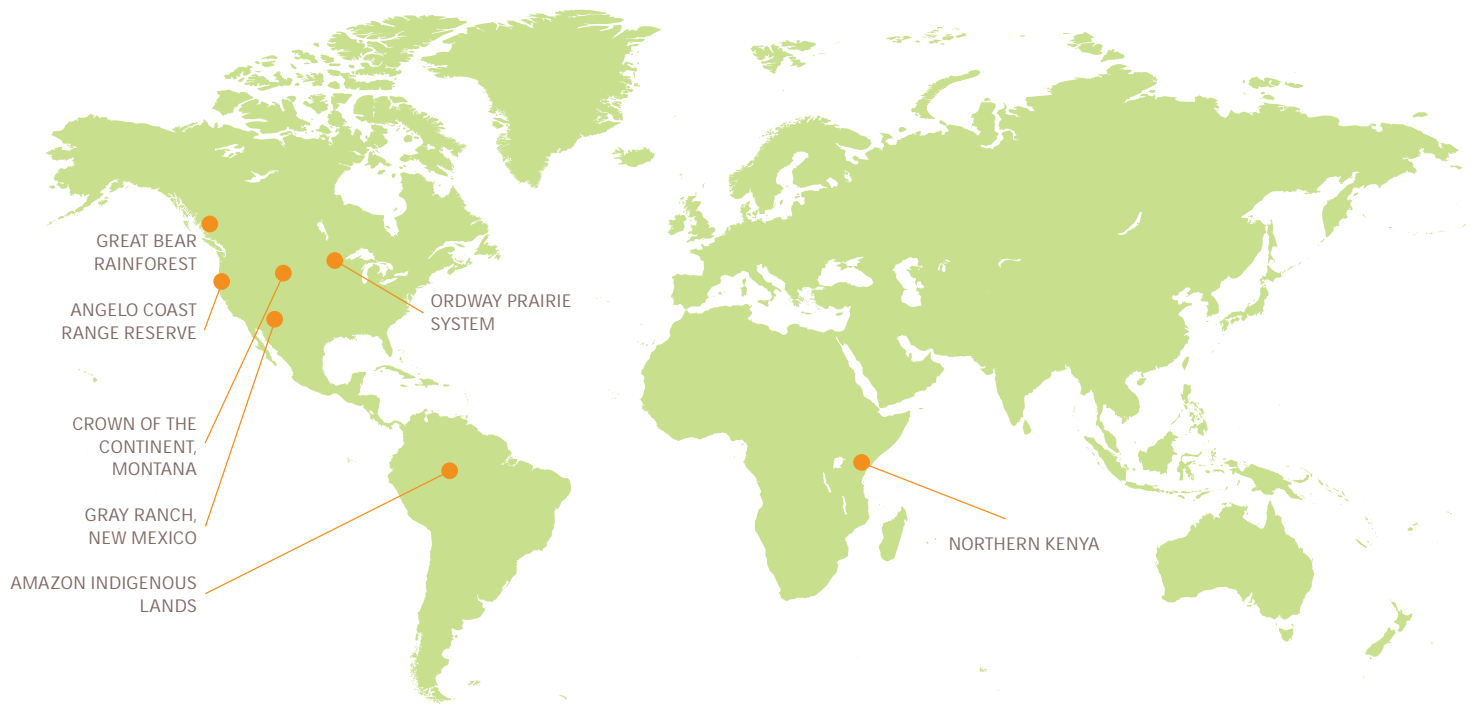 GREAT BEAR
RAINFOREST
ANGELO COAST
RANGE RESERVE
ORDWAY PRAIRIE
SYSTEM
CROWN OF THE
CONTINENT,
MONTANA
GRAY RANCH,
NEW MEXICO
AMAZON INDIGENOUS
LANDS
NORTHERN KENYA